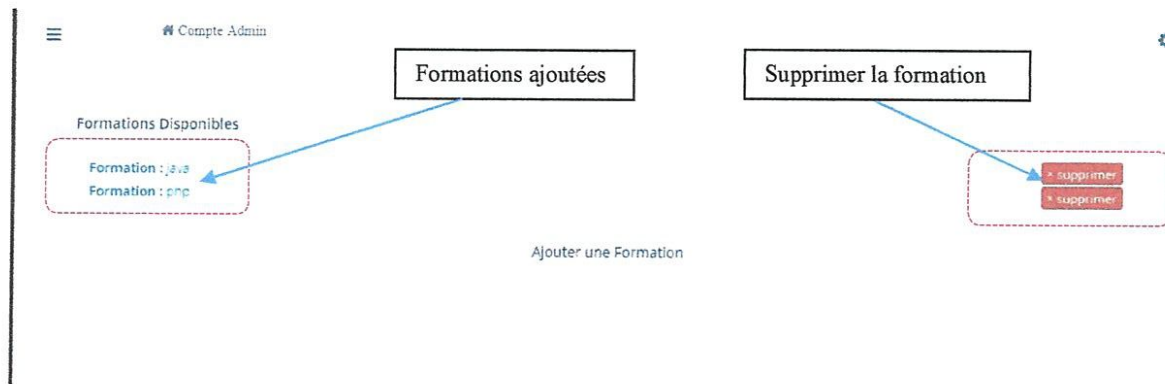 Compte Admin
Formations ajoutées
Supprimer la formation
Formations Disponibles
Formation : java
Formation : php
× supprimer
× supprimer
Ajouter une Formation